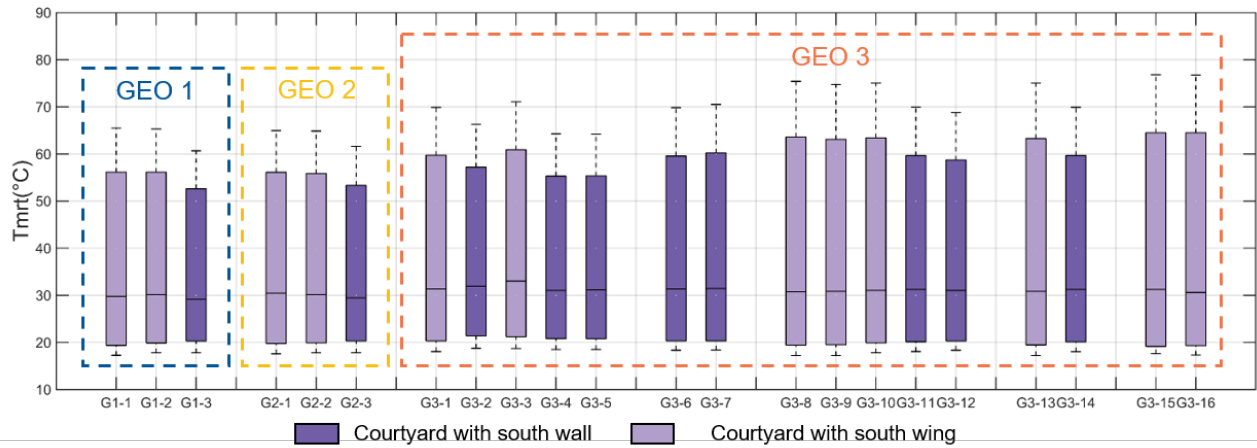 90
80
70
60
50
40
30
20
10
Tmrt(°C)
GEO 1
GEO 2
GEO 3
G1-1 G1-2 G1-3 G2-1 G2-2 G2-3 G3-1 G3-2 G3-3 G3-4 G3-5 G3-6 G3-7 G3-8 G3-9 G3-10 G3-11 G3-12 G3-13 G3-14 G3-15 G3-16
Courtyard with south wall Courtyard with south wing